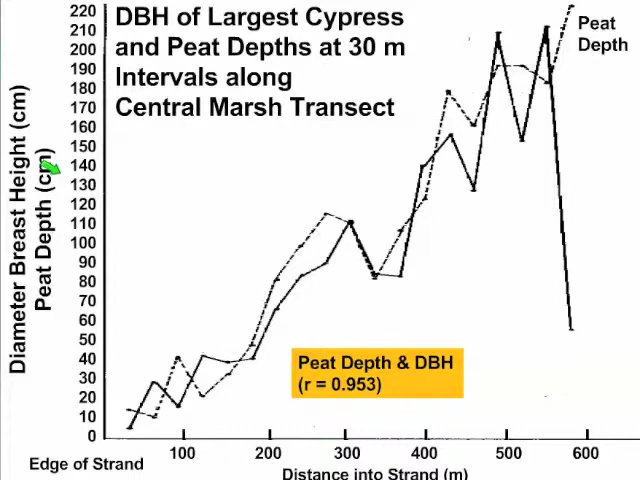 DBH of Largest Cypress
and Peat Depths at 30 m
Intervals along
Central Marsh Transect
Peat
Depth
Diameter Breast Height (cm)
Peat Depth (cm)
220
210
200
190
180
170
160
150
140
130
120
110
100
90
80
70
60
50
40
30
20
10
0
Peat Depth & DBH
(r = 0.953)
Edge of Strand
100
200
300
400
500
600
Distance into Strand (m)